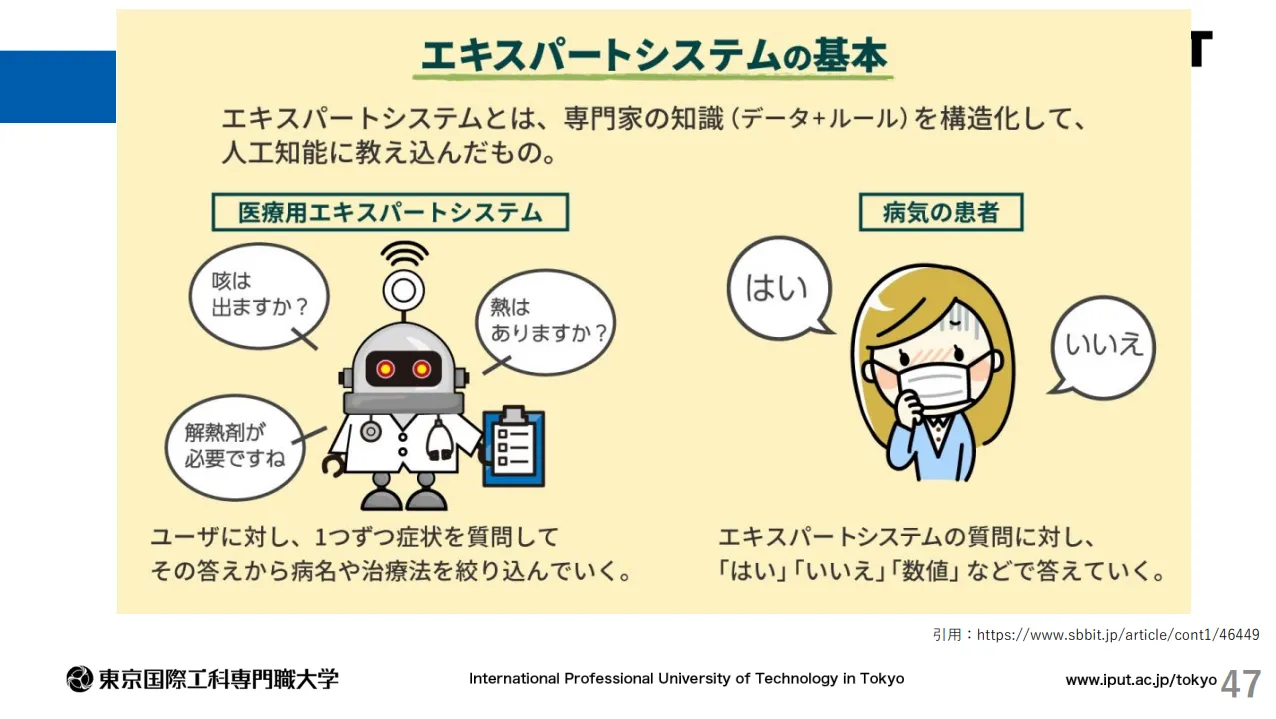 エキスパートシステムの基本
エキスパートシステムとは、専門家の知識(データ+ルール)を構造化して、
人工知能に教え込んだもの。
医療用エキスパートシステム
咳は
出ますか?
熱は
ありますか?
解熱剤が
必要ですね
ユーザに対し、1つずつ症状を質問して
その答えから病名や治療法を絞り込んでいく。
病気の患者
はい
いいえ
エキスパートシステムの質問に対し、
「はい」「いいえ」「数値」などで答えていく。
引用：https://www.sbbit.jp/article/cont1/46449
東京国際工科専門職大学
International Professional University of Technology in Tokyo
www.iput.ac.jp/tokyo
47